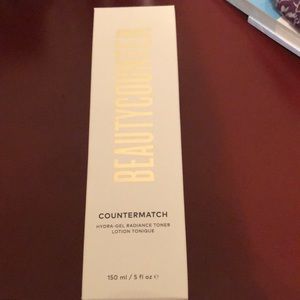 BEAUTYCOUNTER
COUNTERMATCH
HYDRA-GEL RADIANCE TONER
LOTION TONIQUE
150 ml / 5 fl oz ℮